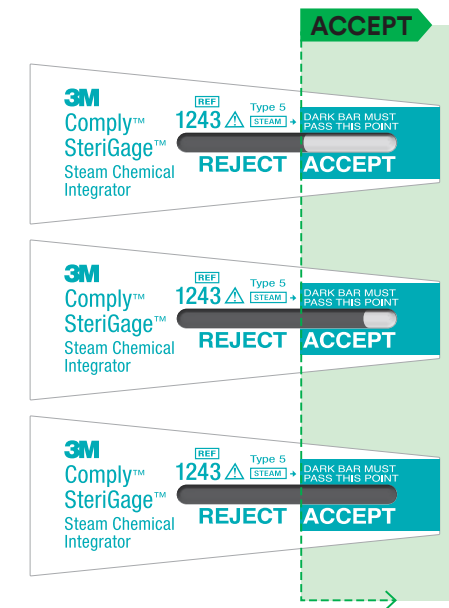 ACCEPT
3M
Comply™
SteriGage™
Steam Chemical
Integrator
REF
1243
Type 5
STEAM
DARK BAR MUST
PASS THIS POINT
REJECT
ACCEPT
3M
Comply™
SteriGage™
Steam Chemical
Integrator
REF
1243
Type 5
STEAM
DARK BAR MUST
PASS THIS POINT
REJECT
ACCEPT
3M
Comply™
SteriGage™
Steam Chemical
Integrator
REF
1243
Type 5
STEAM
DARK BAR MUST
PASS THIS POINT
REJECT
ACCEPT